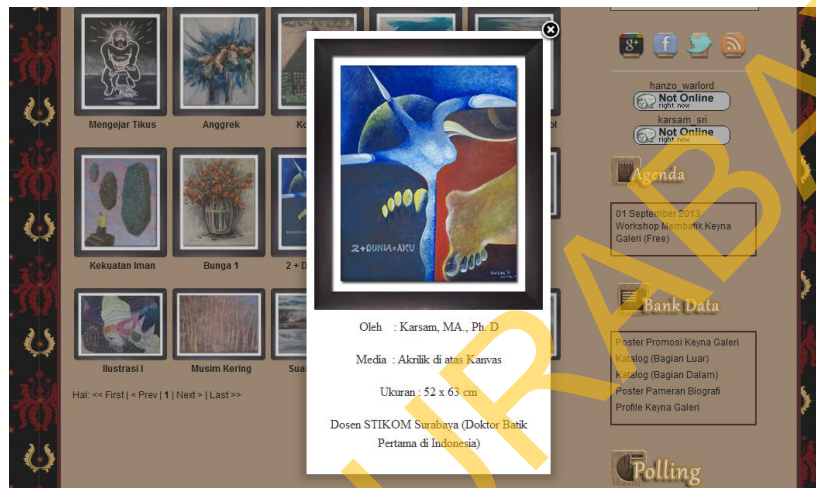 Mengejar Tikus
Anggrek
Kekuatan Iman
Bunga 1
2 + D
Ilustrasi I
Musim Kering
Hal: << First | < Prev | 1 | Next > | Last >>
2+DUNIA=AKU
Oleh : Karsam, MA., Ph. D
Media : Akrilik di atas Kanvas
Ukuran : 52 x 63 cm
Dosen STIKOM Surabaya (Doktor Batik
Pertama di Indonesia)
hanzo_warlord
Not Online
right now
karsam_sri
Not Online
right now
Agenda
01 September 2013
Workshop Membatik Keyna
Galeri (Free)
Bank Data
Poster Promosi Keyna Galeri
Katalog (Bagian Luar)
Katalog (Bagian Dalam)
Poster Pameran Biografi
Profile Keyna Galeri
Polling
URABA